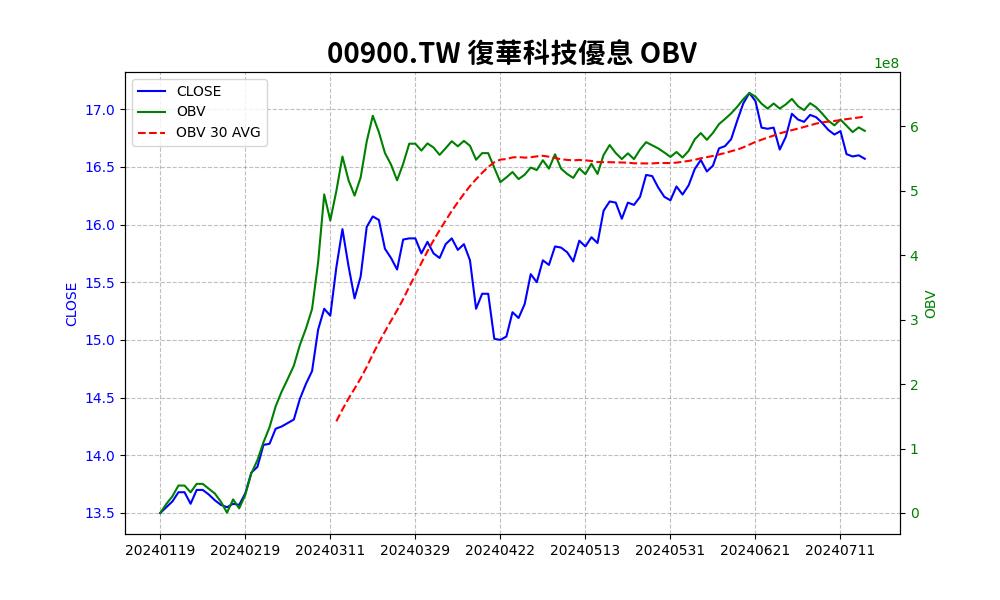 00900.TW 復華科技優息 OBV
1e8
CLOSE
OBV
OBV 30 AVG
17.0
16.5
16.0
15.5
15.0
14.5
14.0
13.5
CLOSE
6
5
4
3
2
1
0
OBV
20240119 20240219 20240311 20240329 20240422 20240513 20240531 20240621 20240711